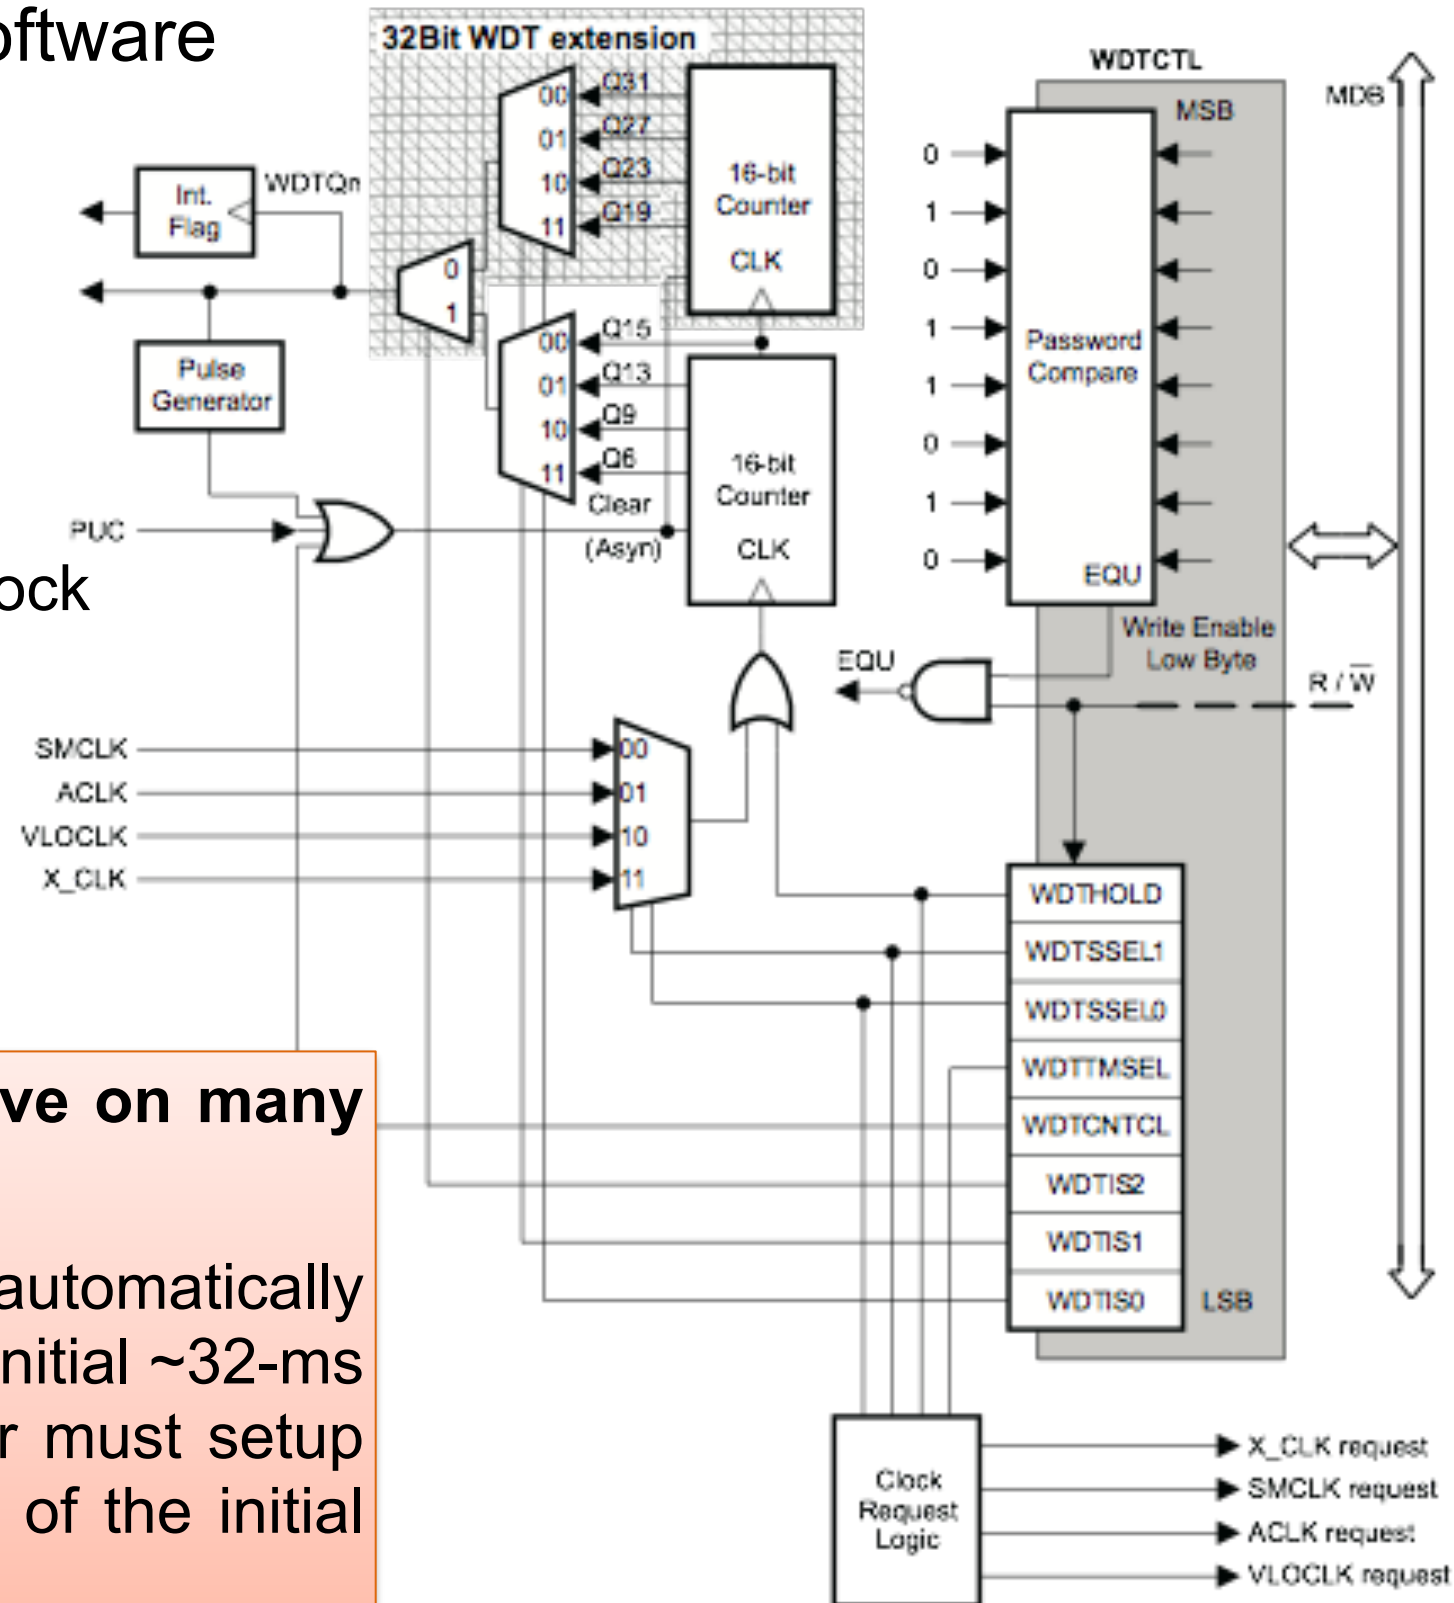 oftware
32Bit WDT extension
WDTCTL
MDB
MSB
Q31
00
Q27
01
Q23
10
Q19
11
16-bit
Counter
CLK
Int.
Flag
WDTQn
0
1
Pulse
Generator
Q15
00
Q13
01
Q9
10
Q6
11
Clear
(Asyn)
16-bit
Counter
CLK
PUC
0
1
0
1
1
0
1
0
Password
Compare
EQU
ock
Write Enable
Low Byte
EQU
R / W̅
SMCLK
00
ACLK
01
VLOCLK
10
X_CLK
11
WDTHOLD
WDTSSEL1
WDTSSEL0
WDTTMSEL
WDTCNTCL
WDTIS2
WDTIS1
WDTIS0
LSB
ve on many
automatically
nitial ~32-ms
r must setup
of the initial
Clock
Request
Logic
X_CLK request
SMCLK request
ACLK request
VLOCLK request